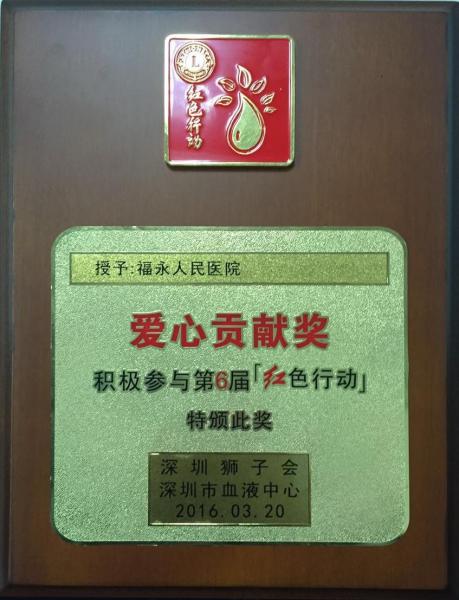 L
红色行动
授予:福永人民医院
爱心贡献奖
积极参与第6届「红色行动」
特颁此奖
深圳狮子会
深圳市血液中心
2016.03.20